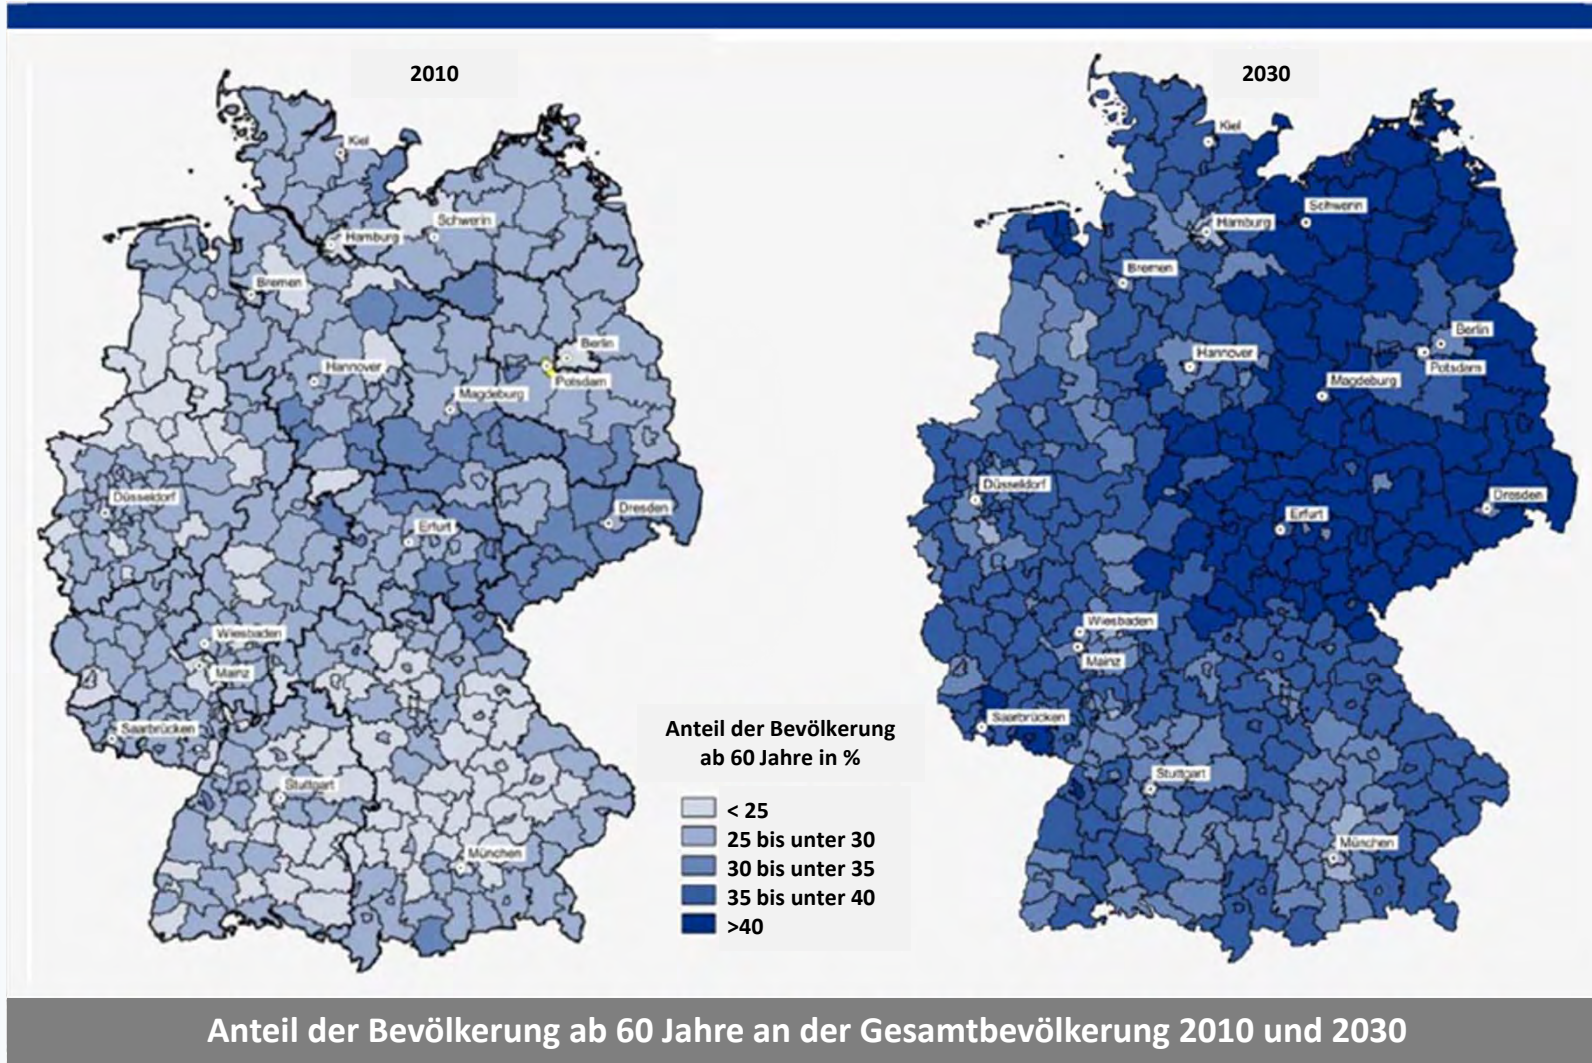 2010
Kiel
Schwerin
Hamburg
Bremen
Berlin
Hannover
Potsdam
Magdeburg
Düsseldorf
Dresden
Erfurt
Wiesbaden
Mainz
Saarbrücken
Stuttgart
München
2030
Kiel
Schwerin
Hamburg
Bremen
Berlin
Hannover
Potsdam
Magdeburg
Düsseldorf
Dresden
Erfurt
Wiesbaden
Mainz
Saarbrücken
Stuttgart
München
Anteil der Bevölkerung
ab 60 Jahre in %
< 25
25 bis unter 30
30 bis unter 35
35 bis unter 40
>40
Anteil der Bevölkerung ab 60 Jahre an der Gesamtbevölkerung 2010 und 2030